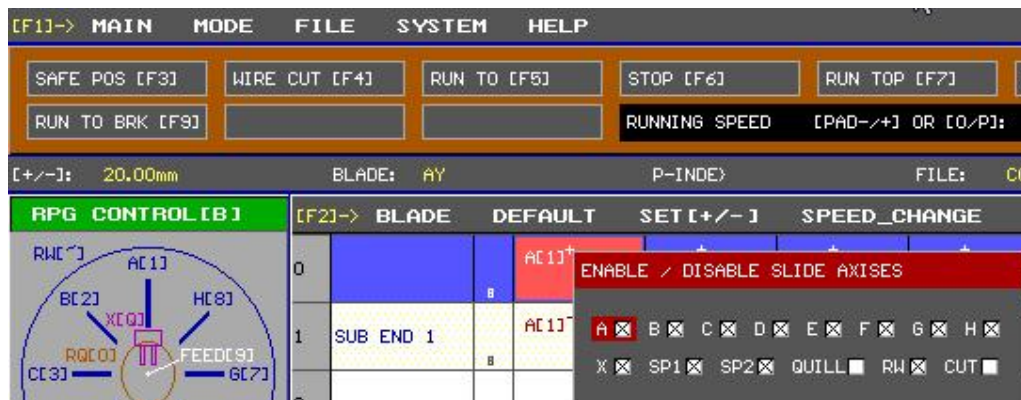 [F1]-> MAIN MODE FILE SYSTEM HELP
SAFE POS [F3] WIRE CUT [F4] RUN TO [F5] STOP [F6] RUN TOP [F7]
RUN TO BRK [F9] RUNNING SPEED [PAD-/+] OR [O/P]:
[+/-]: 20.00mm BLADE: AY P-INDE> FILE:
RPG CONTROL[B] [F2]-> BLADE DEFAULT SET[+/-] SPEED_CHANGE
RW[~] A[1]
B[2] H[8]
X[Q]
RQ[0] FEED[9]
C[3] G[7]
0 B A[1]+ + + +
1 SUB END 1 B A[1]-
ENABLE / DISABLE SLIDE AXISES
A B C D E F G H
X SP1 SP2 QUILL RW CUT